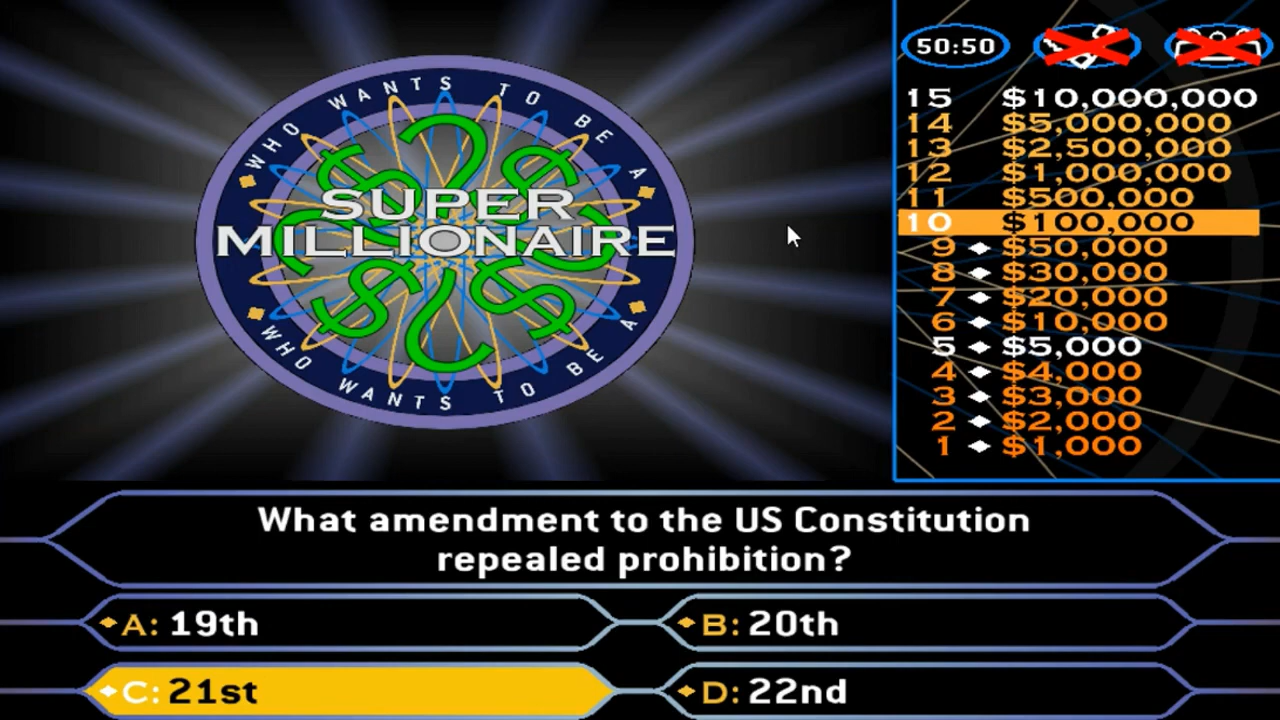 WHO WANTS TO BE A
SUPER
MILLIONAIRE
WHO WANTS TO BE A
50:50
15 $10,000,000
14 $5,000,000
13 $2,500,000
12 $1,000,000
11 $500,000
10 $100,000
9 $50,000
8 $30,000
7 $20,000
6 $10,000
5 $5,000
4 $4,000
3 $3,000
2 $2,000
1 $1,000
What amendment to the US Constitution
repealed prohibition?
A: 19th
B: 20th
C: 21st
D: 22nd